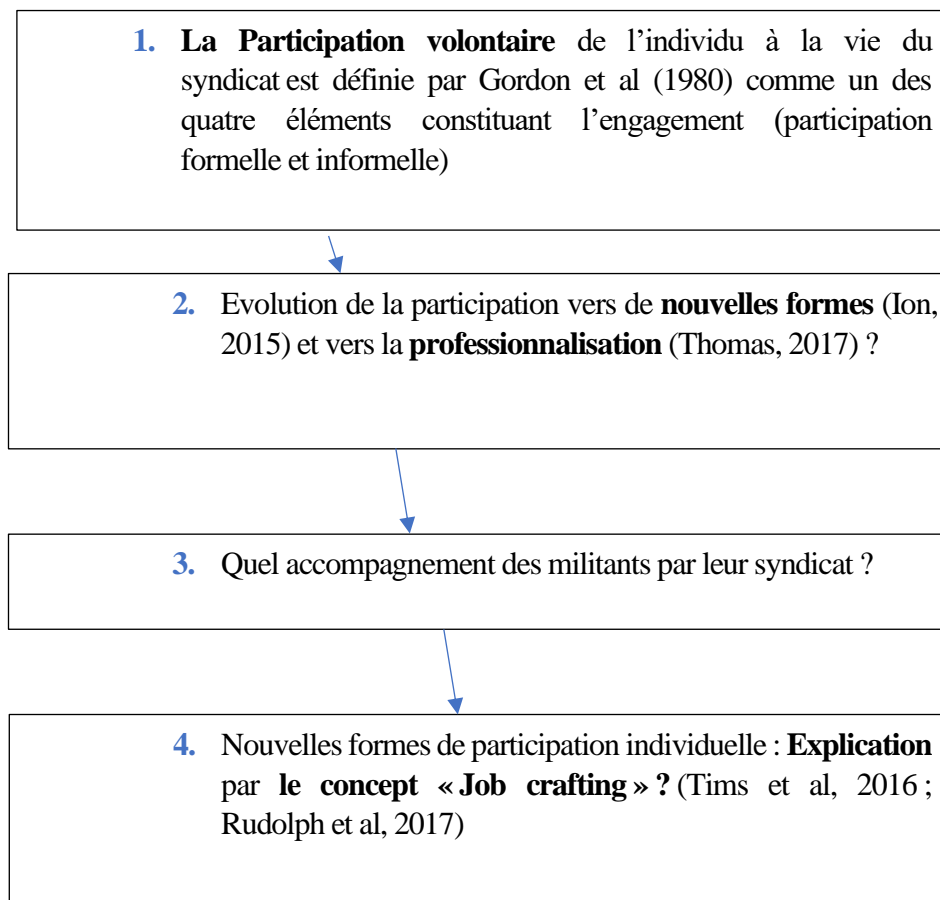 1. La Participation volontaire de l’individu à la vie du
syndicat est définie par Gordon et al (1980) comme un des
quatre éléments constituant l’engagement (participation
formelle et informelle)
2. Evolution de la participation vers de nouvelles formes (Ion,
2015) et vers la professionnalisation (Thomas, 2017) ?
3. Quel accompagnement des militants par leur syndicat ?
4. Nouvelles formes de participation individuelle : Explication
par le concept « Job crafting » ? (Tims et al, 2016 ;
Rudolph et al, 2017)